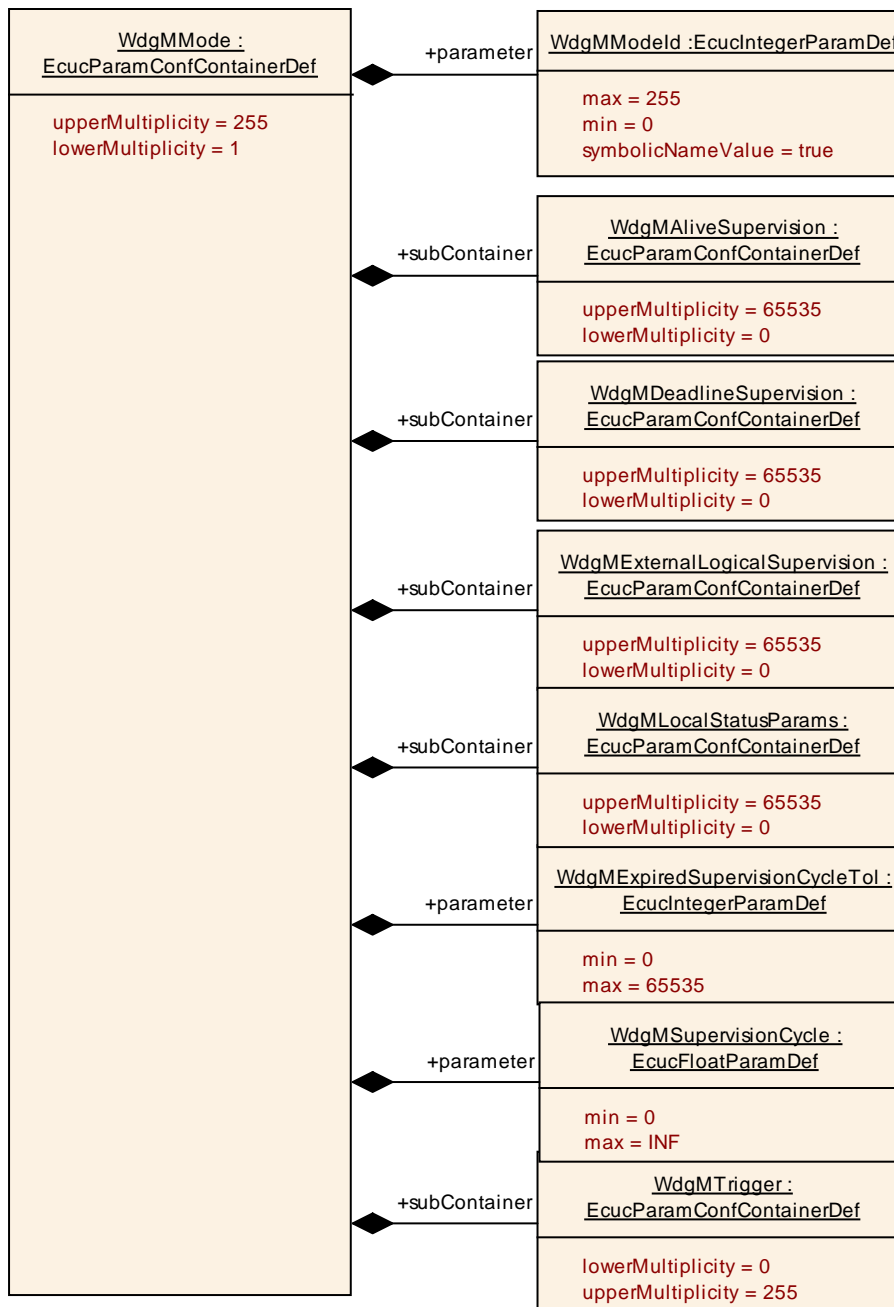 WdgMMode :
EcucParamConfContainerDef
upperMultiplicity = 255
lowerMultiplicity = 1
+parameter
WdgMModeId :EcucIntegerParamDef
max = 255
min = 0
symbolicNameValue = true
+subContainer
WdgMAliveSupervision :
EcucParamConfContainerDef
upperMultiplicity = 65535
lowerMultiplicity = 0
+subContainer
WdgMDeadlineSupervision :
EcucParamConfContainerDef
upperMultiplicity = 65535
lowerMultiplicity = 0
+subContainer
WdgMExternalLogicalSupervision :
EcucParamConfContainerDef
upperMultiplicity = 65535
lowerMultiplicity = 0
+subContainer
WdgMLocalStatusParams :
EcucParamConfContainerDef
upperMultiplicity = 65535
lowerMultiplicity = 0
+parameter
WdgMExpiredSupervisionCycleTol :
EcucIntegerParamDef
min = 0
max = 65535
+parameter
WdgMSupervisionCycle :
EcucFloatParamDef
min = 0
max = INF
+subContainer
WdgMTrigger :
EcucParamConfContainerDef
lowerMultiplicity = 0
upperMultiplicity = 255